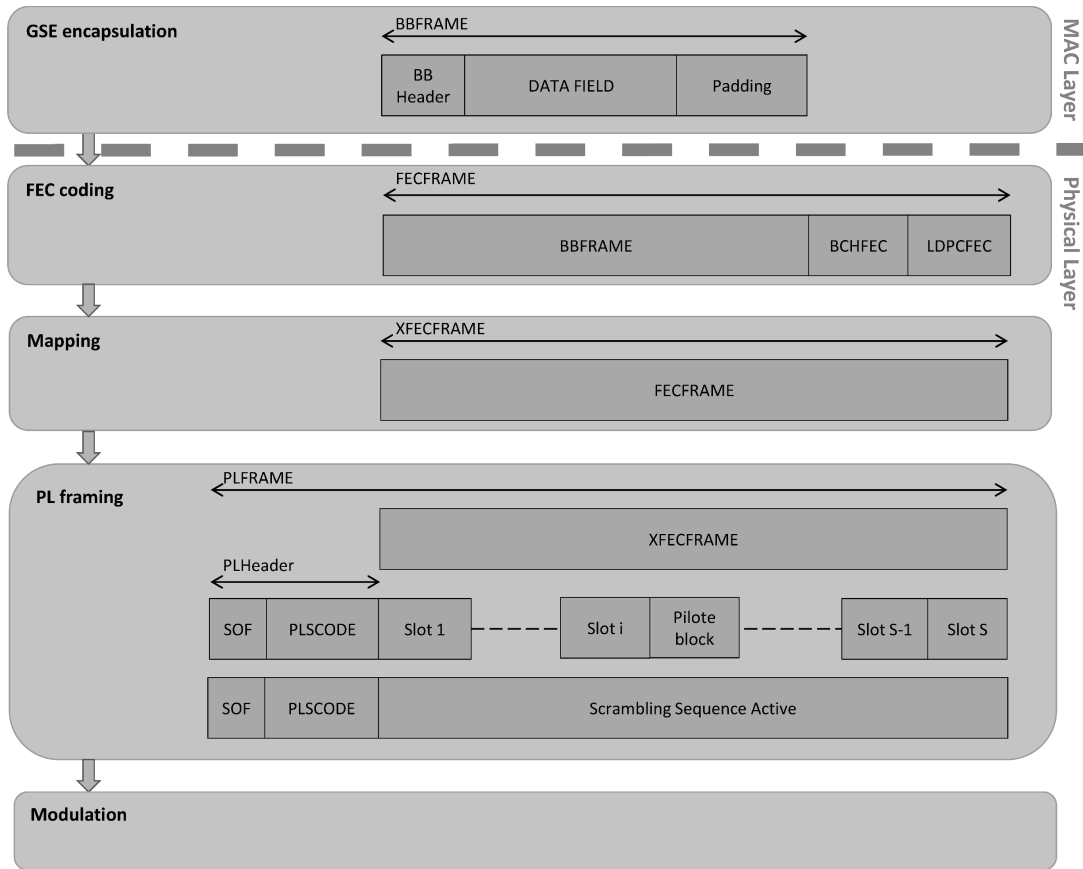 GSE encapsulation
BBFRAME
BB
Header
DATA FIELD
Padding
MAC Layer
FEC coding
FECFRAME
BBFRAME
BCHFEC
LDPCFEC
Physical Layer
Mapping
XFECFRAME
FECFRAME
PL framing
PLFRAME
XFECFRAME
PLHeader
SOF
PLSCODE
Slot 1
Slot i
Pilote
block
Slot S-1
Slot S
SOF
PLSCODE
Scrambling Sequence Active
Modulation